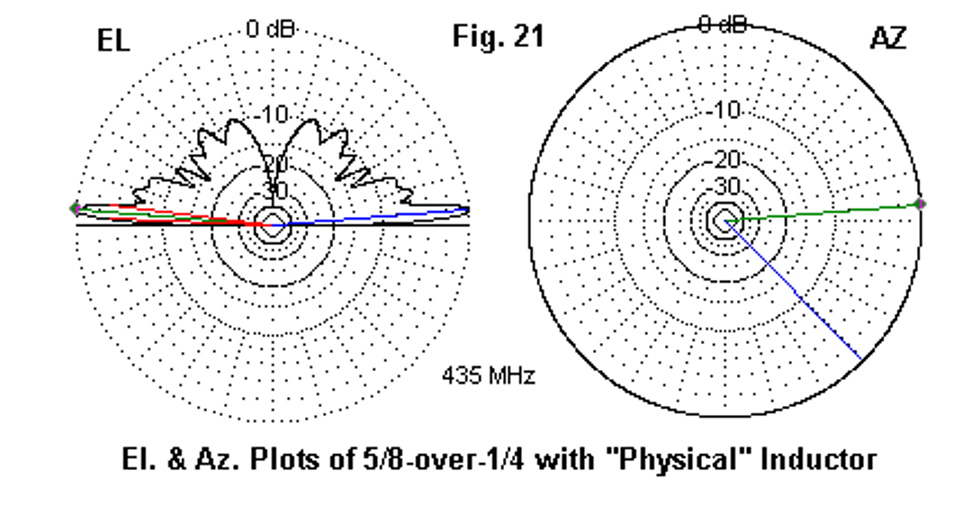 EL
0 dB
Fig. 21
0 dB
AZ
-10
-10
-20
-20
-30
-30
435 MHz
El. & Az. Plots of 5/8-over-1/4 with "Physical" Inductor